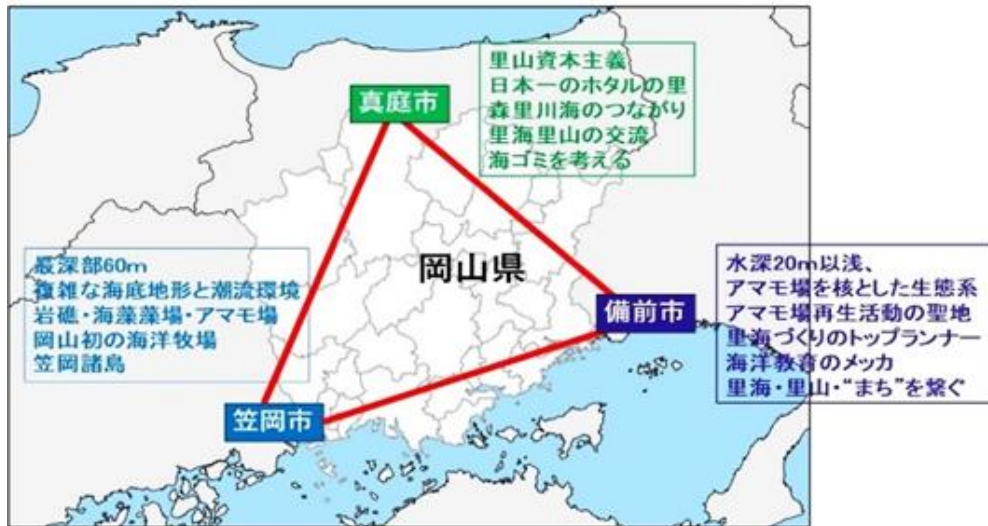 真庭市
里山資本主義
日本一のホタルの里
森里川海のつながり
里海里山の交流
海ゴミを考える
岡山県
最深部60m
複雑な海底地形と潮流環境
岩礁・海藻藻場・アマモ場
岡山初の海洋牧場
笠岡諸島
備前市
水深20m以浅、
アマモ場を核とした生態系
アマモ場再生活動の聖地
里海づくりのトップランナー
海洋教育のメッカ
里海・里山・“まち”を繋ぐ
笠岡市